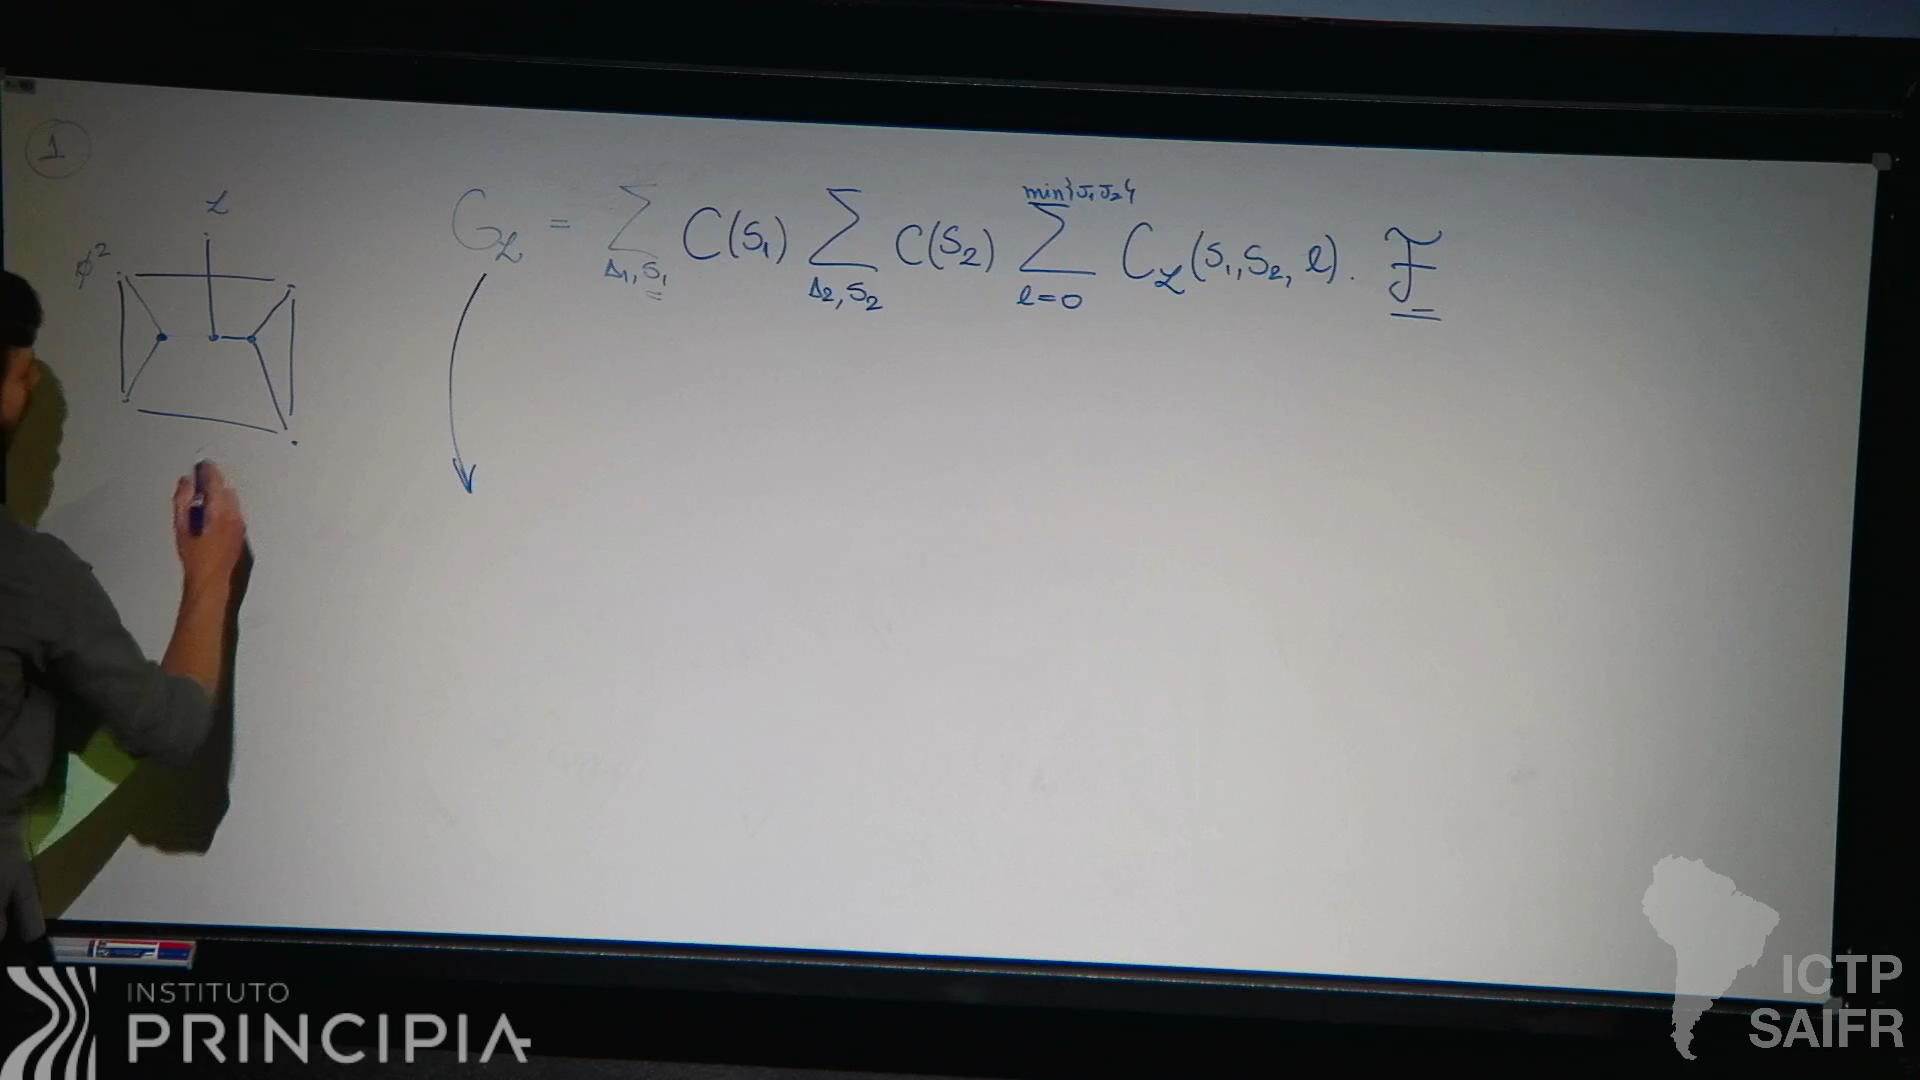 1
𝓛
ϕ²
G_𝓛 = Σ_{Δ₁,S₁} C(S₁) Σ_{Δ₂,S₂} C(S₂) Σ_{ℓ=0}^{min{J₁,J₂}} C_𝓛(S₁,S₂,ℓ). 𝓕
INSTITUTO
PRINCIPIA
ICTP
SAIFR